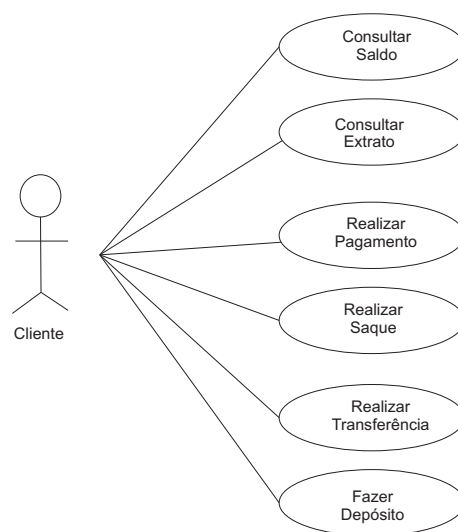 Consultar
Saldo
Consultar
Extrato
Realizar
Pagamento
Realizar
Saque
Cliente
Realizar
Transferência
Fazer
Depósito